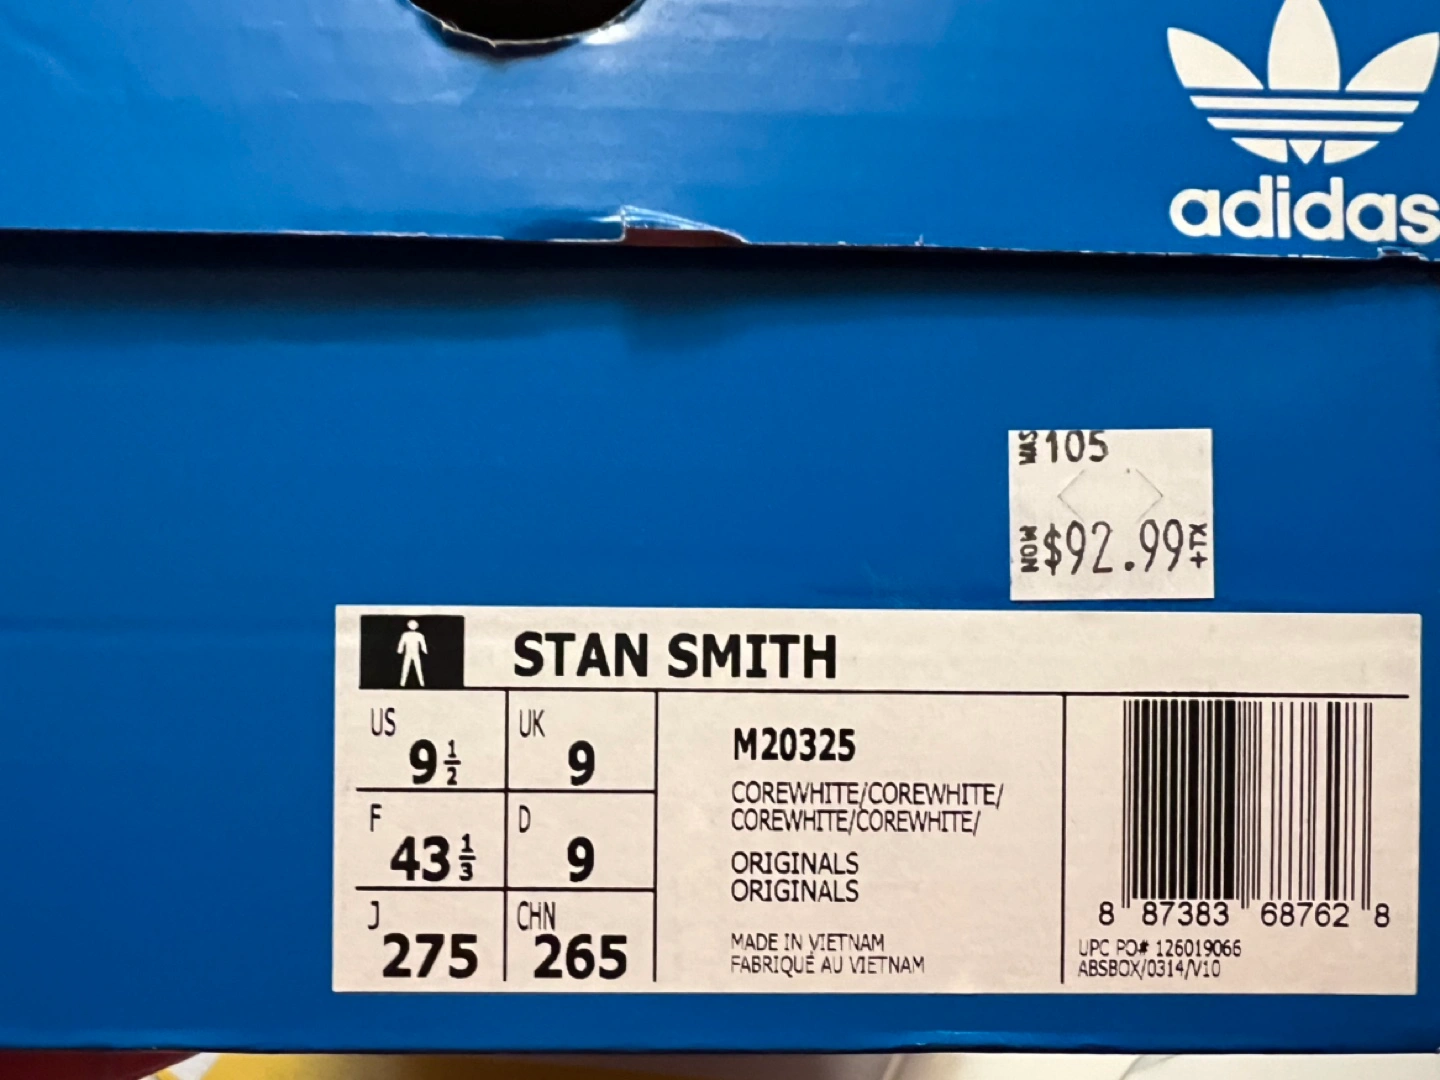 adidas
WAS 105
NOW $92.99 +TX
STAN SMITH
US 9 1/2
UK 9
F 43 1/3
D 9
J 275
CHN 265
M20325
COREWHITE/COREWHITE/
COREWHITE/COREWHITE/
ORIGINALS
ORIGINALS
MADE IN VIETNAM
FABRIQUÉ AU VIETNAM
8 87383 68762 8
UPC PO# 126019066
ABSBOX/0314/V10